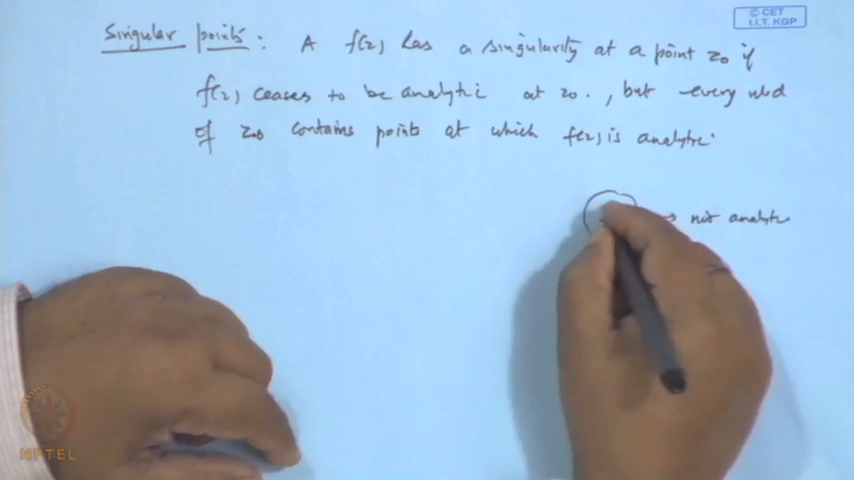 © CET
I.I.T. KGP
Singular points: A f(z) has a singularity at a point z0 if
f(z) ceases to be analytic at z0., but every nbd
of z0 contains points at which f(z) is analytic.
→ not analytic
NPTEL